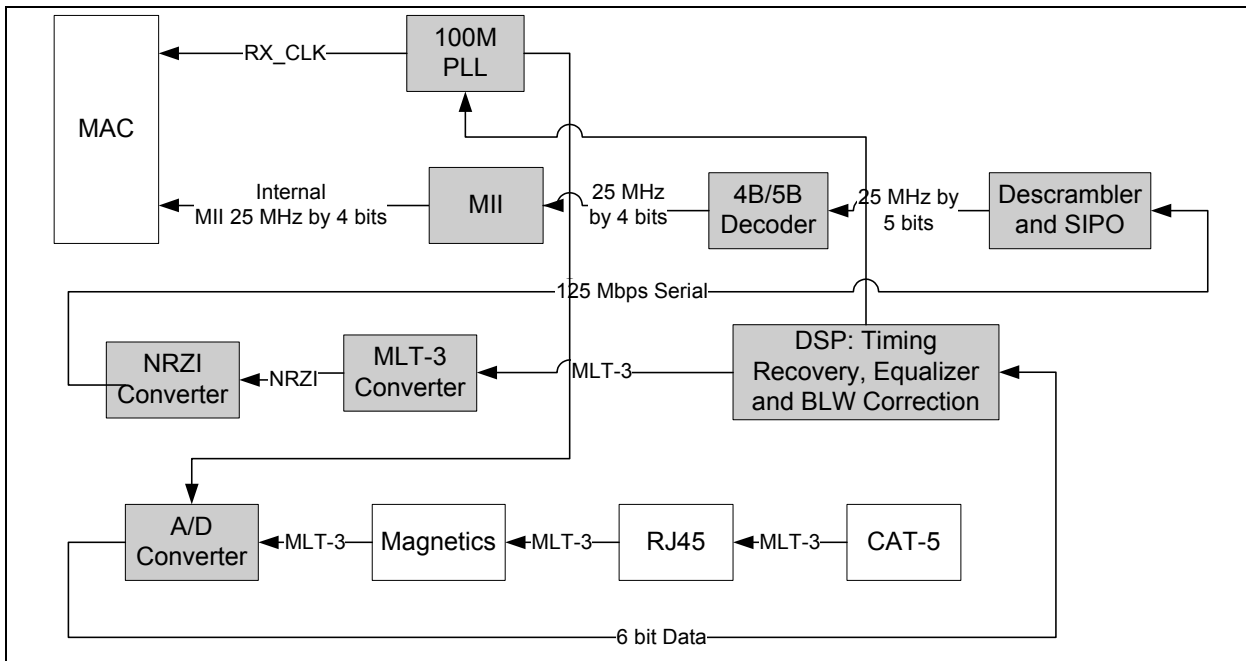 100M
PLL
RX_CLK
MAC
Internal
MII 25 MHz by 4 bits
MII
25 MHz
by 4 bits
4B/5B
Decoder
25 MHz by
5 bits
Descrambler
and SIPO
125 Mbps Serial
NRZI
Converter
NRZI
MLT-3
Converter
MLT-3
DSP: Timing
Recovery, Equalizer
and BLW Correction
A/D
Converter
MLT-3
Magnetics
MLT-3
RJ45
MLT-3
CAT-5
6 bit Data